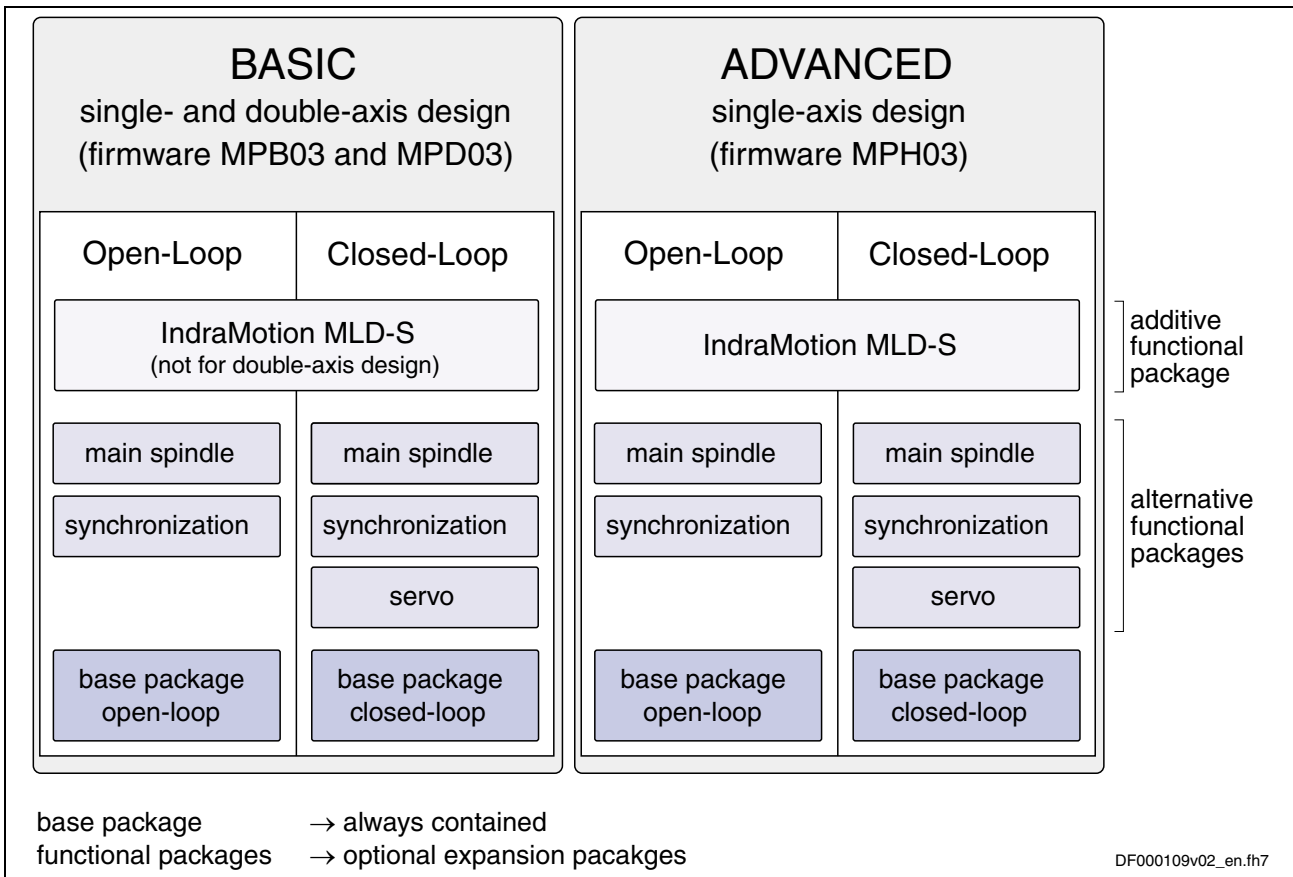 BASIC
single- and double-axis design
(firmware MPB03 and MPD03)
Open-Loop
Closed-Loop
IndraMotion MLD-S
(not for double-axis design)
main spindle
main spindle
synchronization
synchronization
servo
base package
open-loop
base package
closed-loop
ADVANCED
single-axis design
(firmware MPH03)
Open-Loop
Closed-Loop
IndraMotion MLD-S
main spindle
main spindle
synchronization
synchronization
servo
base package
open-loop
base package
closed-loop
additive
functional
package
alternative
functional
packages
base package → always contained
functional packages → optional expansion pacakges
DF000109v02_en.fh7